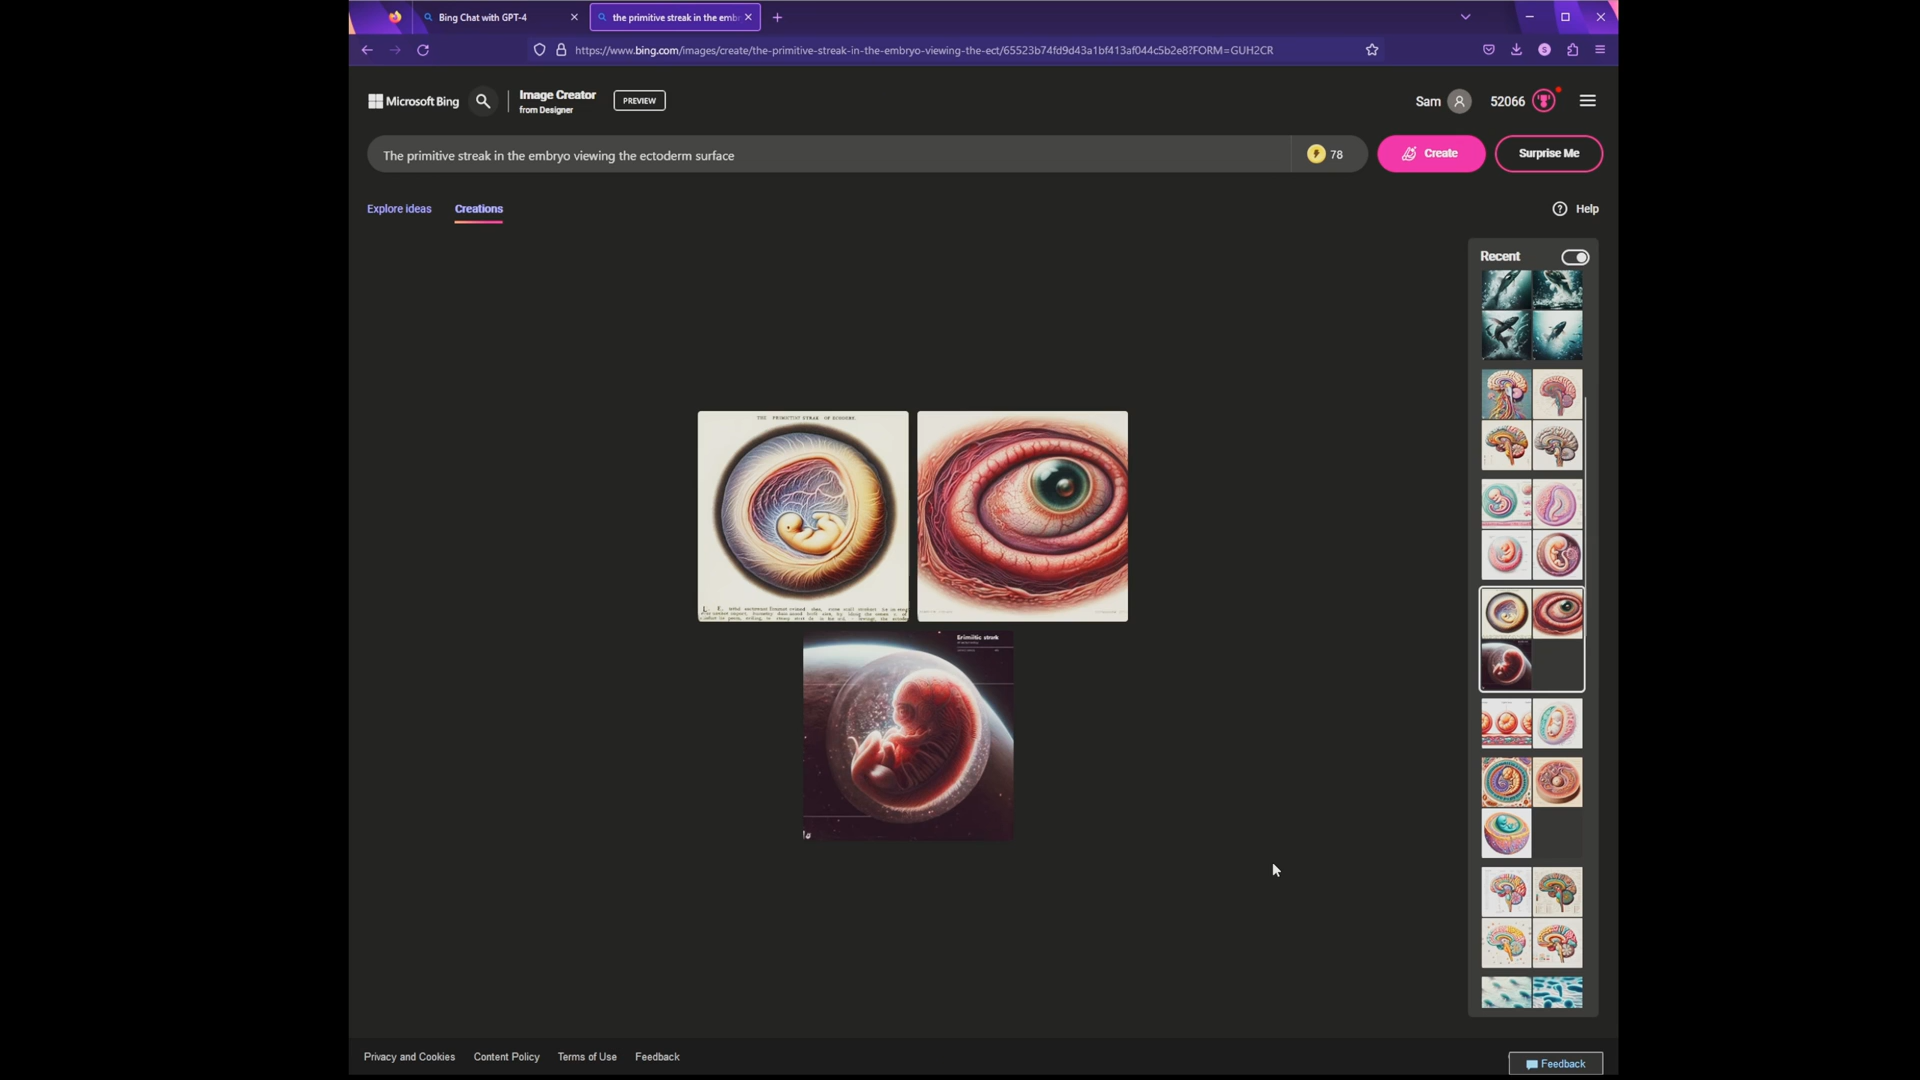 Bing Chat with GPT-4
the primitive streak in the emb
https://www.bing.com/images/create/the-primitive-streak-in-the-embryo-viewing-the-ect/65523b74fd9d43a1bf413af044c5b2e8?FORM=GUH2CR
Microsoft Bing
Image Creator
from Designer
PREVIEW
Sam
52066
The primitive streak in the embryo viewing the ectoderm surface
78
Create
Surprise Me
Explore ideas
Creations
Help
Recent
Privacy and Cookies
Content Policy
Terms of Use
Feedback
Feedback